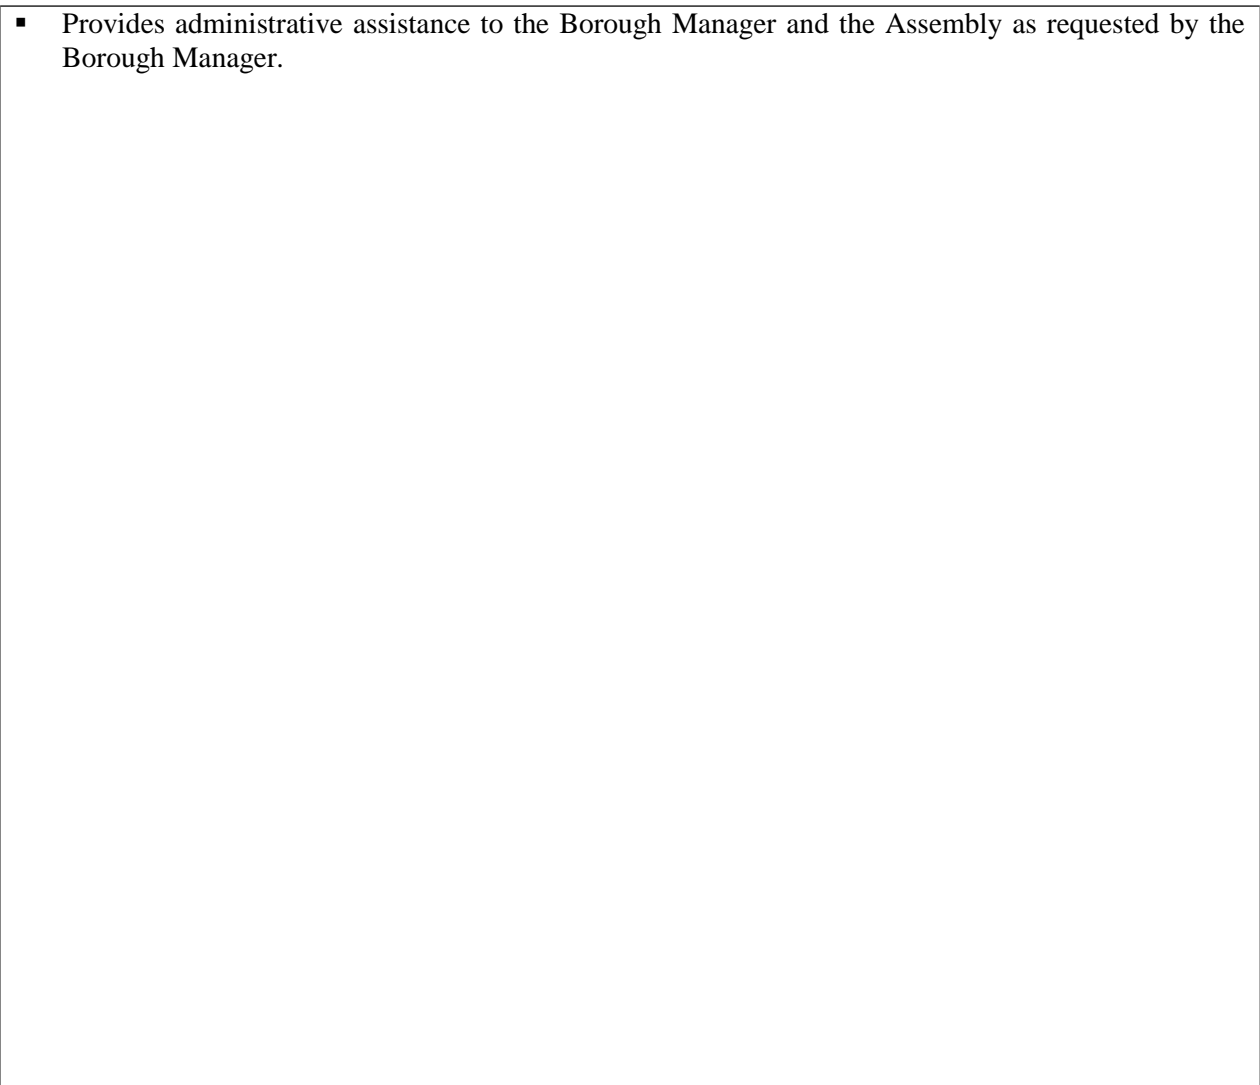 ▪ Provides administrative assistance to the Borough Manager and the Assembly as requested by the
Borough Manager.